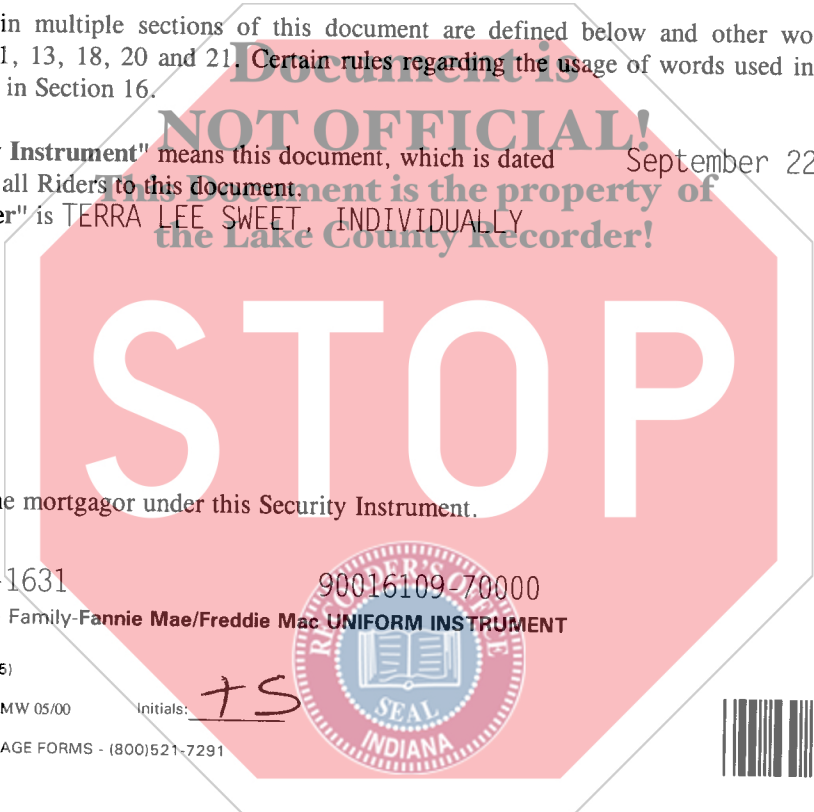 in multiple sections of this document are defined below and other wo
1, 13, 18, 20 and 21. Certain rules regarding the usage of words used in
in Section 16.
Document is
NOT OFFICIAL!
This Document is the property of
the Lake County Recorder!
Instrument" means this document, which is dated September 22
all Riders to this document.
er" is TERRA LEE SWEET, INDIVIDUALLY
STOP
e mortgagor under this Security Instrument.
-1631 90016109-70000
Family-Fannie Mae/Freddie Mac UNIFORM INSTRUMENT
5)
MW 05/00 Initials: TS
AGE FORMS - (800)521-7291
RECORDER'S OFFICE
SEAL
INDIANA